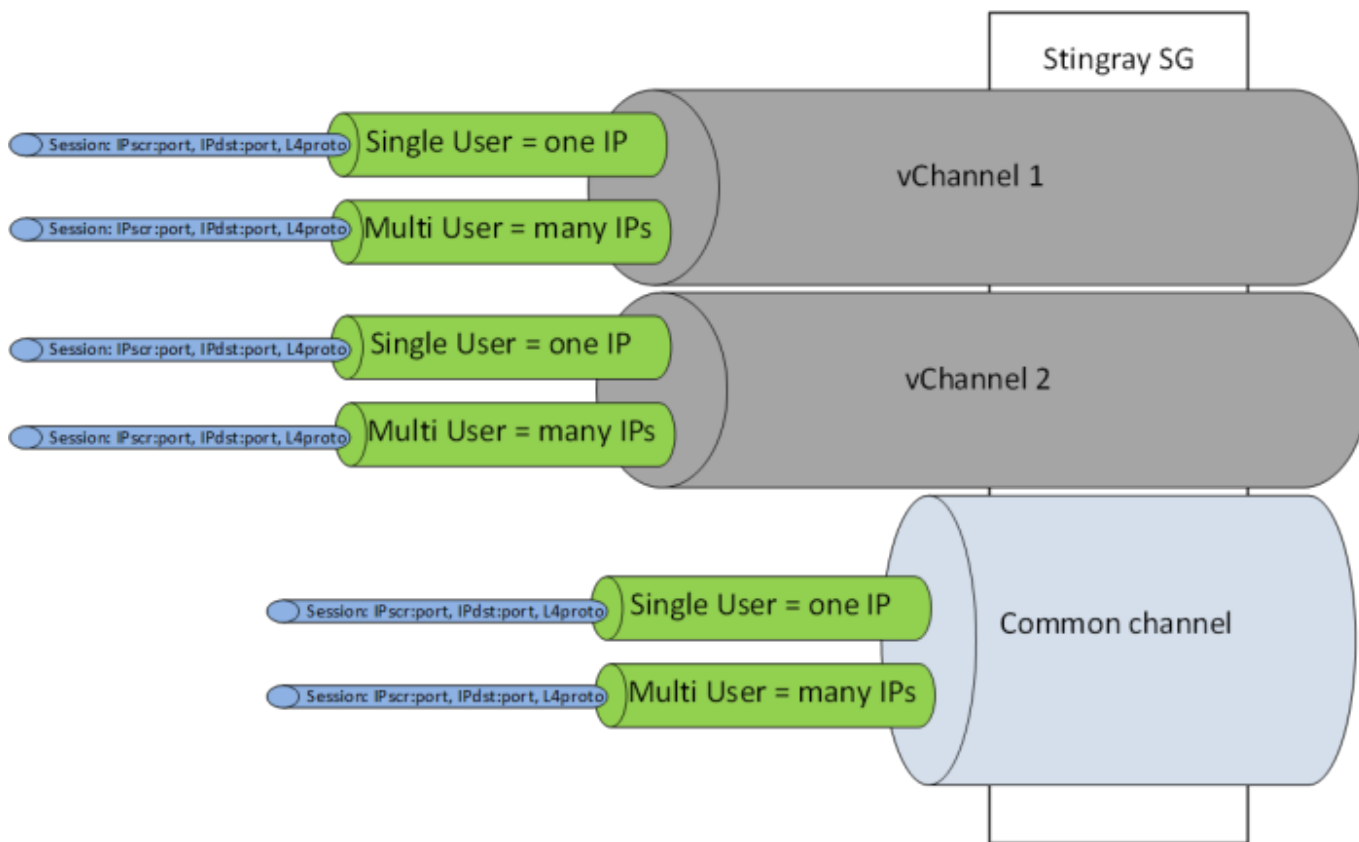 Stingray SG
Session: IPscr:port, IPdst:port, L4proto
Single User = one IP
vChannel 1
Session: IPscr:port, IPdst:port, L4proto
Multi User = many IPs
Session: IPscr:port, IPdst:port, L4proto
Single User = one IP
vChannel 2
Session: IPscr:port, IPdst:port, L4proto
Multi User = many IPs
Session: IPscr:port, IPdst:port, L4proto
Single User = one IP
Common channel
Session: IPscr:port, IPdst:port, L4proto
Multi User = many IPs